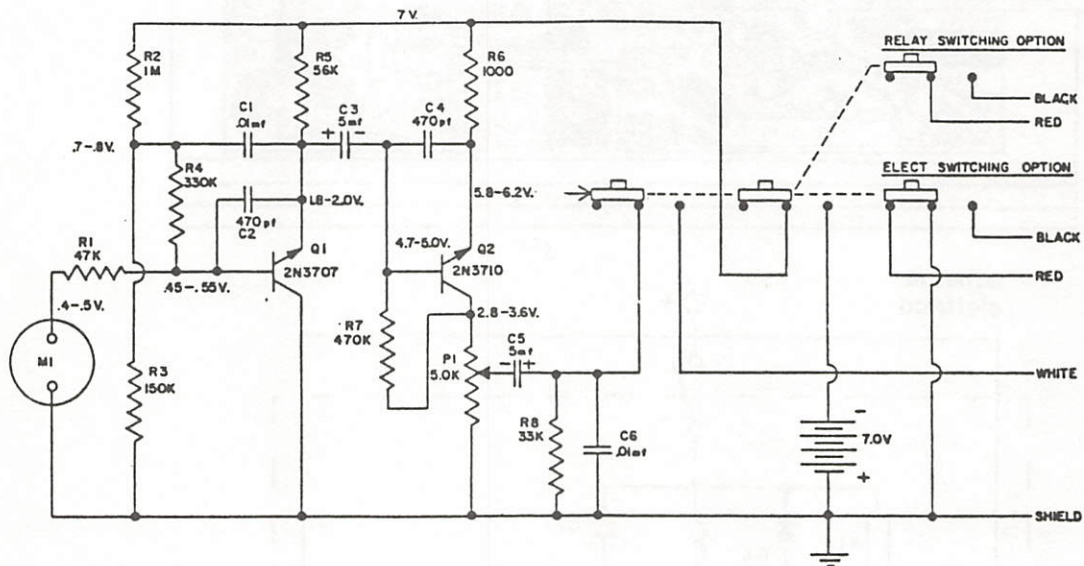 7 V.
RELAY SWITCHING OPTION
R2
1M
R5
56K
R6
1000
BLACK
RED
C1
.01mf
C3
5mf
+ -
C4
470pf
.7-.8V.
R4
330K
ELECT SWITCHING OPTION
5.8-6.2V.
1.8-2.0V.
470pf
C2
BLACK
Q1
4.7-5.0V.
Q2
R1
47K
2N3707
2N3710
RED
.4-.5V.
.45-.55V.
2.8-3.6V.
R7
470K
C5
5mf
- +
M1
P1
5.0K
WHITE
R3
150K
R8
33K
C6
.01mf
-
7.0V
+
SHIELD